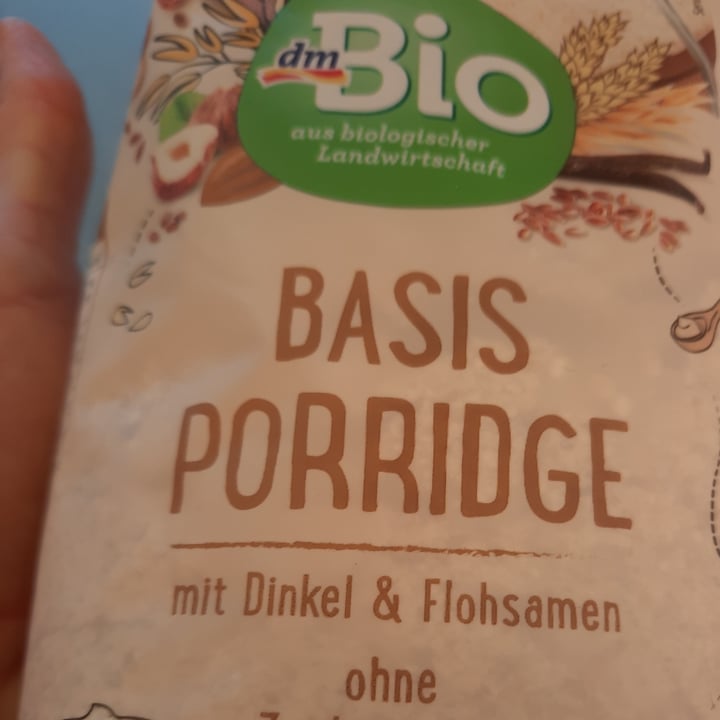 dm
Bio
aus biologischer
Landwirtschaft
BASIS
PORRIDGE
mit Dinkel & Flohsamen
ohne